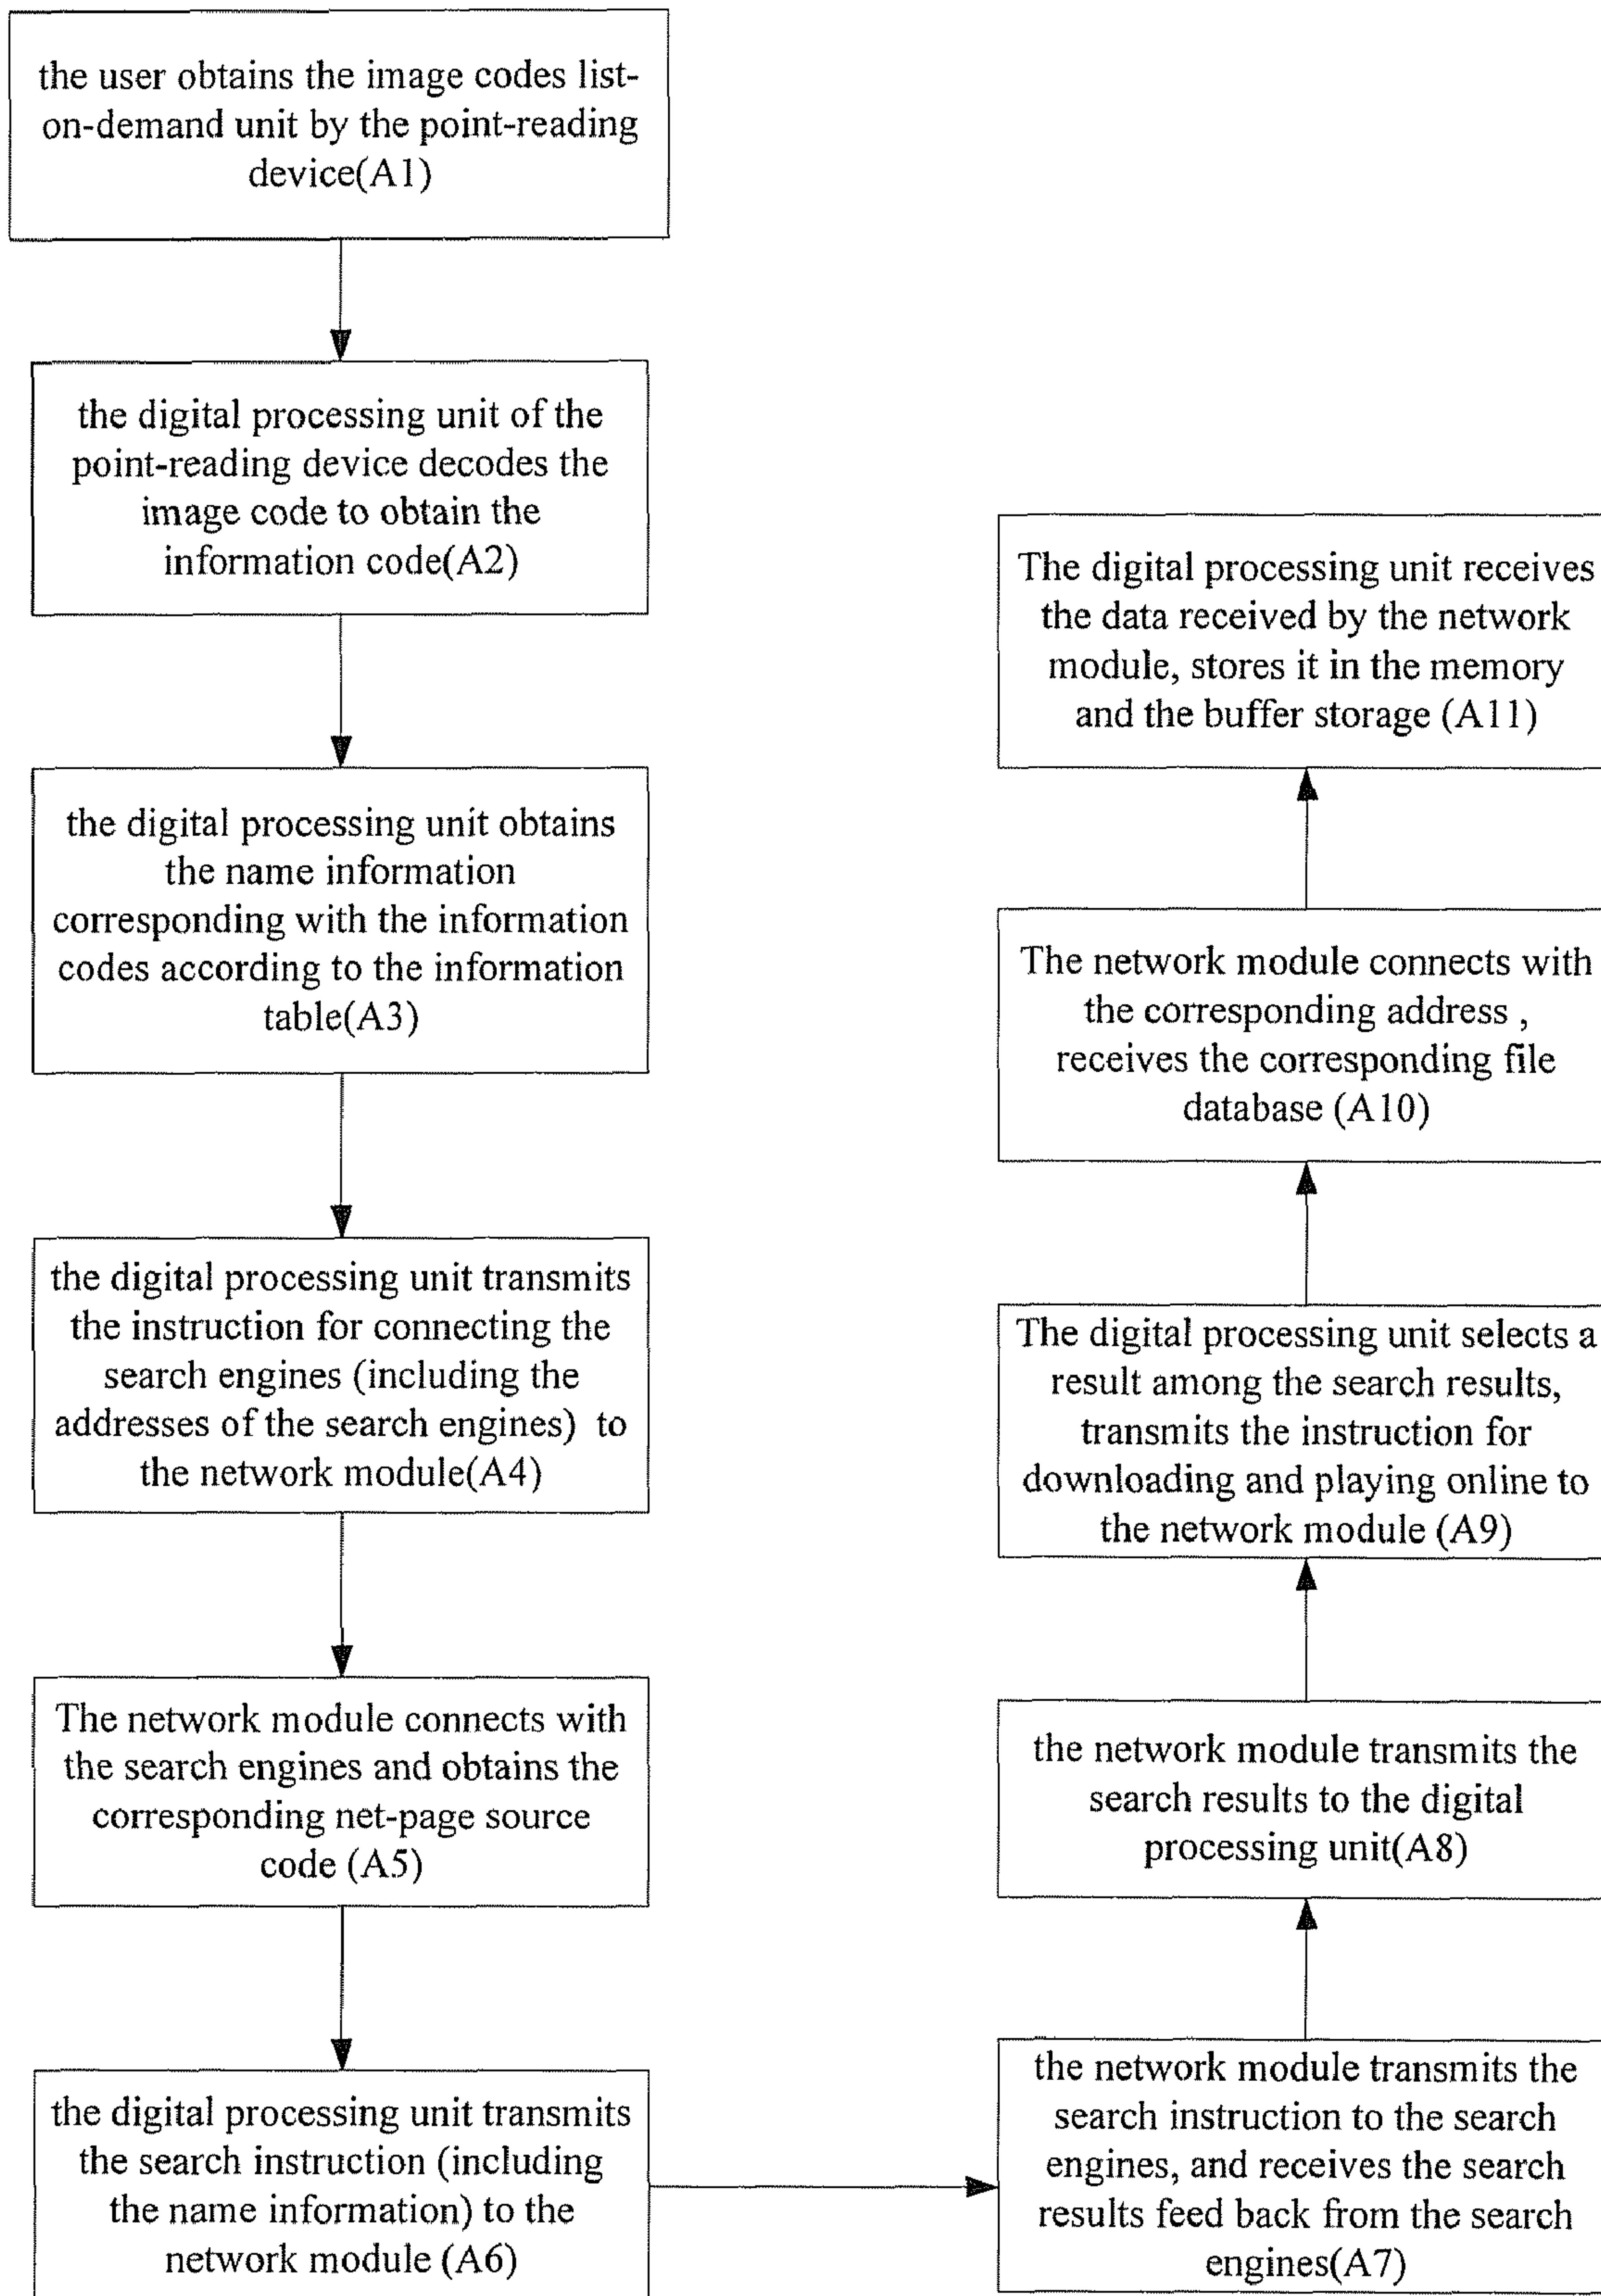 the user obtains the image codes list-
on-demand unit by the point-reading
device(A1)
the digital processing unit of the
point-reading device decodes the
image code to obtain the
information code(A2)
the digital processing unit obtains
the name information
corresponding with the information
codes according to the information
table(A3)
the digital processing unit transmits
the instruction for connecting the
search engines (including the
addresses of the search engines) to
the network module(A4)
The network module connects with
the search engines and obtains the
corresponding net-page source
code (A5)
the digital processing unit transmits
the search instruction (including
the name information) to the
network module (A6)
the network module transmits the
search instruction to the search
engines, and receives the search
results feed back from the search
engines(A7)
the network module transmits the
search results to the digital
processing unit(A8)
The digital processing unit selects a
result among the search results,
transmits the instruction for
downloading and playing online to
the network module (A9)
The network module connects with
the corresponding address ,
receives the corresponding file
database (A10)
The digital processing unit receives
the data received by the network
module, stores it in the memory
and the buffer storage (A11)